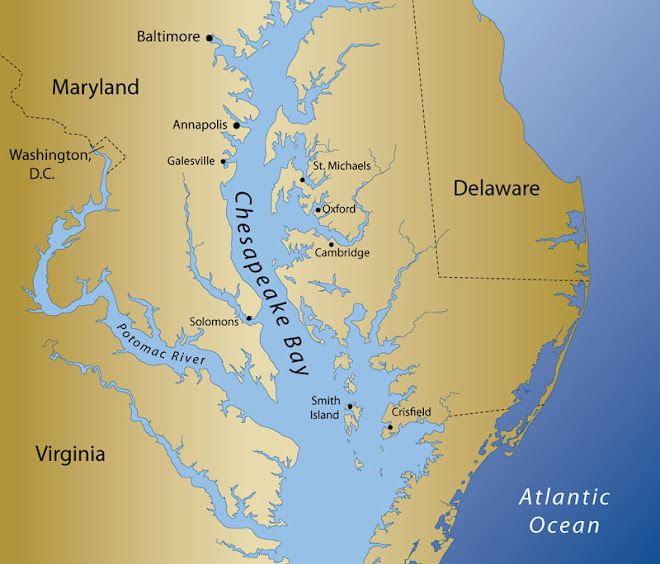 Baltimore
Maryland
Annapolis
Washington,
D.C.
Galesville
St. Michaels
Delaware
Oxford
Chesapeake Bay
Cambridge
Solomons
Potomac River
Smith
Island
Crisfield
Virginia
Atlantic
Ocean